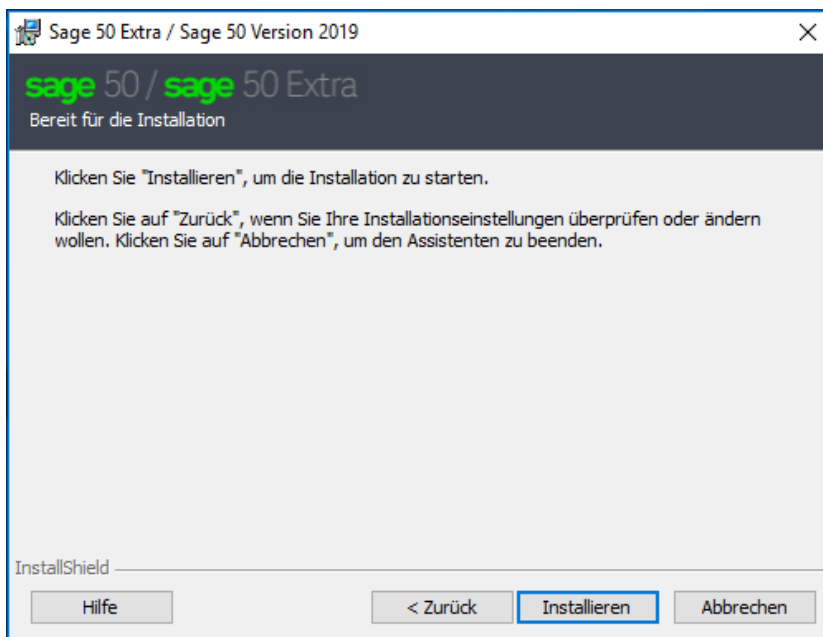 Sage 50 Extra / Sage 50 Version 2019
sage 50 / sage 50 Extra
Bereit für die Installation
Klicken Sie "Installieren", um die Installation zu starten.
Klicken Sie auf "Zurück", wenn Sie Ihre Installationseinstellungen überprüfen oder ändern
wollen. Klicken Sie auf "Abbrechen", um den Assistenten zu beenden.
InstallShield
Hilfe
< Zurück
Installieren
Abbrechen